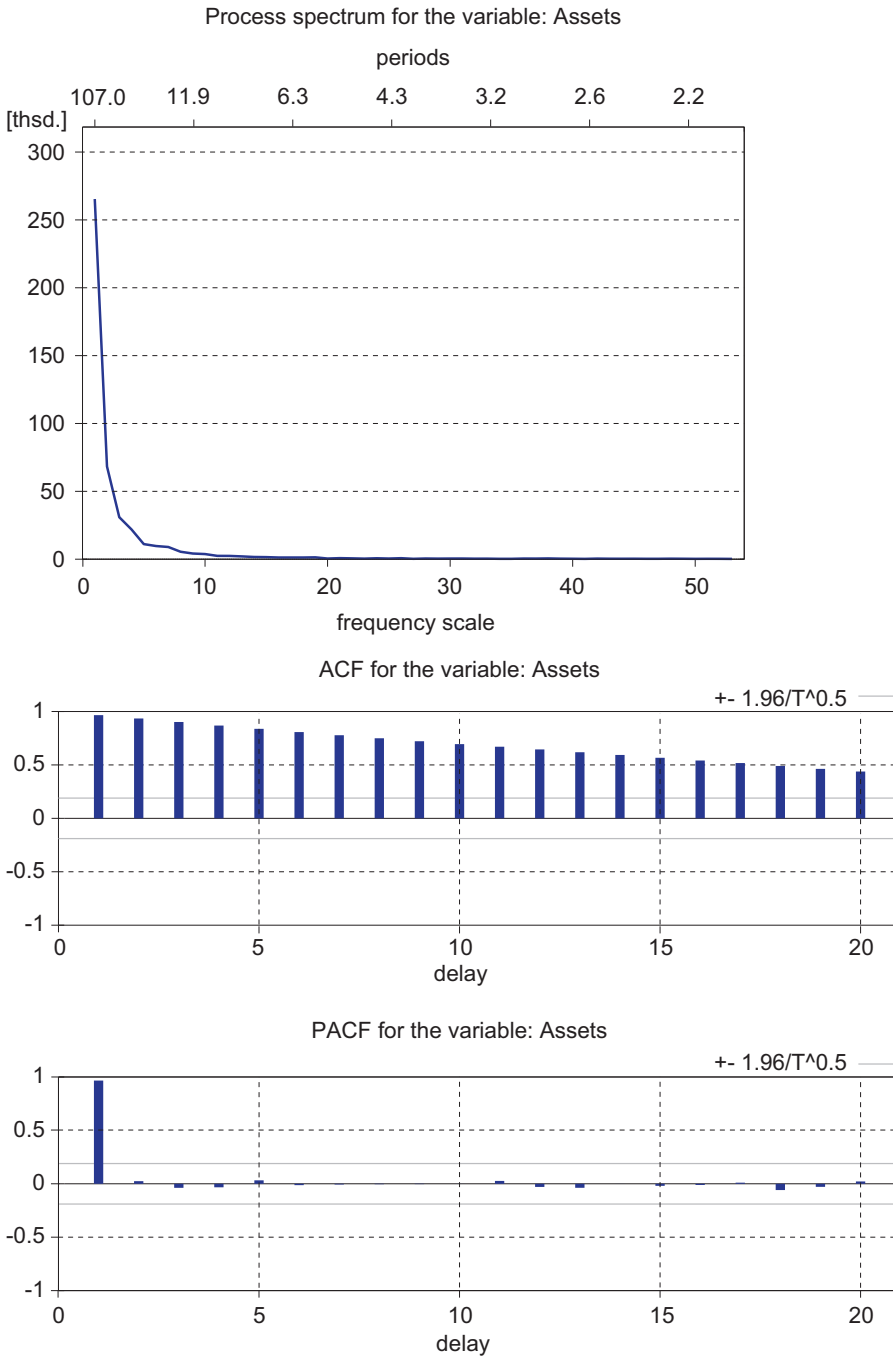 Process spectrum for the variable: Assets
periods
107.0 11.9 6.3 4.3 3.2 2.6 2.2
[thsd.]
300
250
200
150
100
50
0
0 10 20 30 40 50
frequency scale
ACF for the variable: Assets
+- 1.96/T^0.5
1
0.5
0
-0.5
-1
0 5 10 15 20
delay
PACF for the variable: Assets
+- 1.96/T^0.5
1
0.5
0
-0.5
-1
0 5 10 15 20
delay